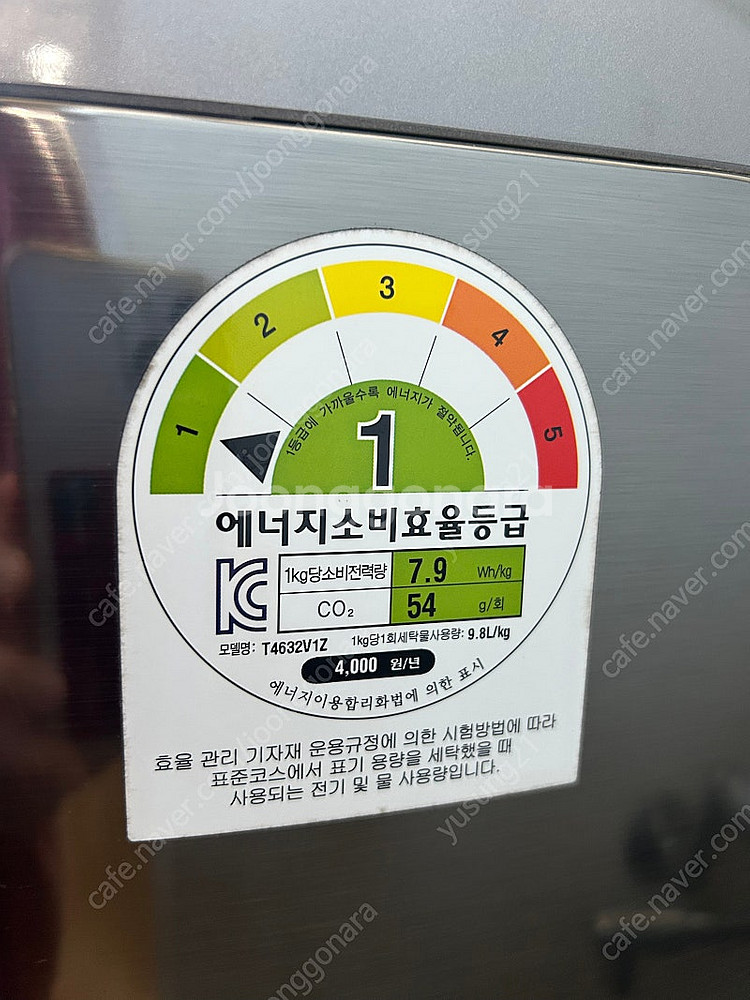 1
2
3
4
5
1등급에 가까울수록 에너지가 절약됩니다.
1
에너지소비효율등급
1kg당소비전력량 7.9 Wh/kg
CO₂ 54 g/회
모델명: T4632V1Z 1kg당1회세탁물사용량: 9.8L/kg
4,000 원/년
에너지이용합리화법에 의한 표시
효율 관리 기자재 운용규정에 의한 시험방법에 따라
표준코스에서 표기 용량을 세탁했을 때
사용되는 전기 및 물 사용량입니다.
cafe.naver.com/joonggonara
yusung21
Joonggonara